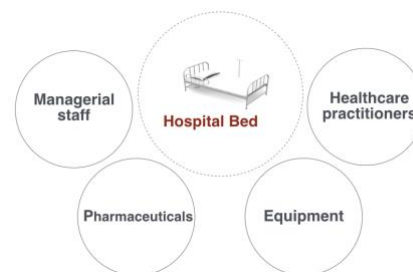 Managerial
staff
Hospital Bed
Healthcare
practitioners
Pharmaceuticals
Equipment